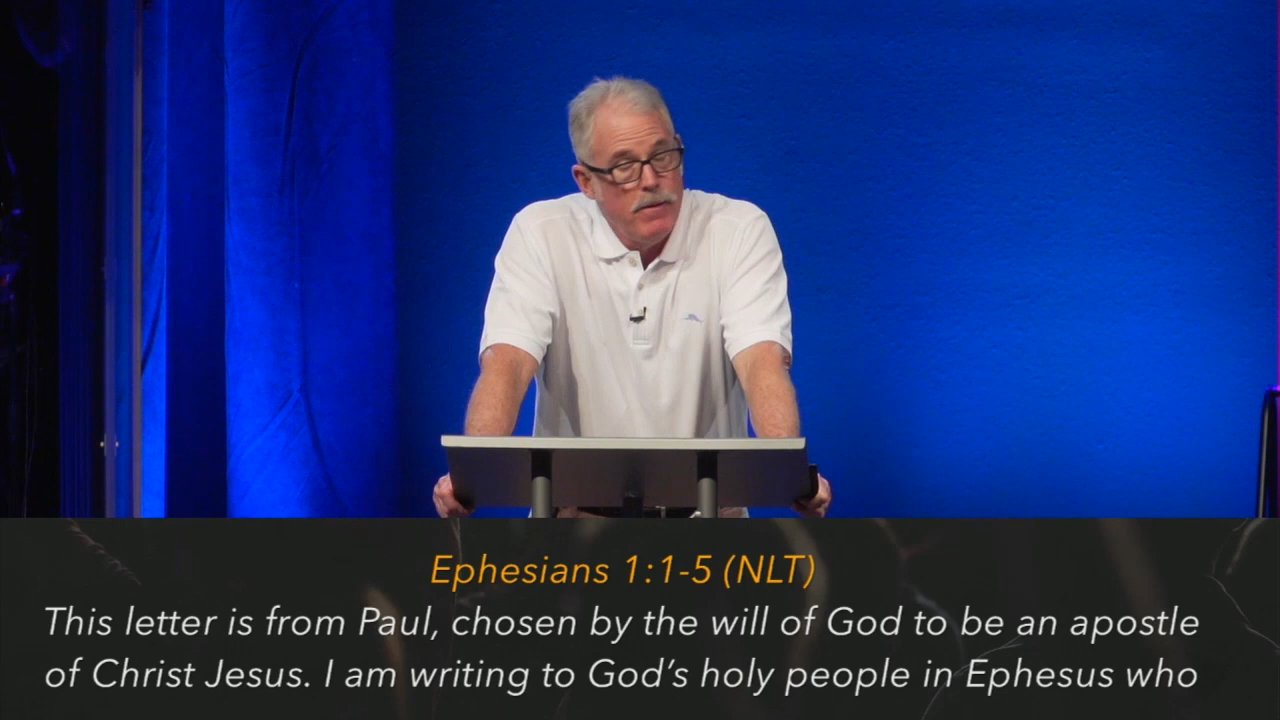 Ephesians 1:1-5 (NLT)
This letter is from Paul, chosen by the will of God to be an apostle
of Christ Jesus. I am writing to God’s holy people in Ephesus who